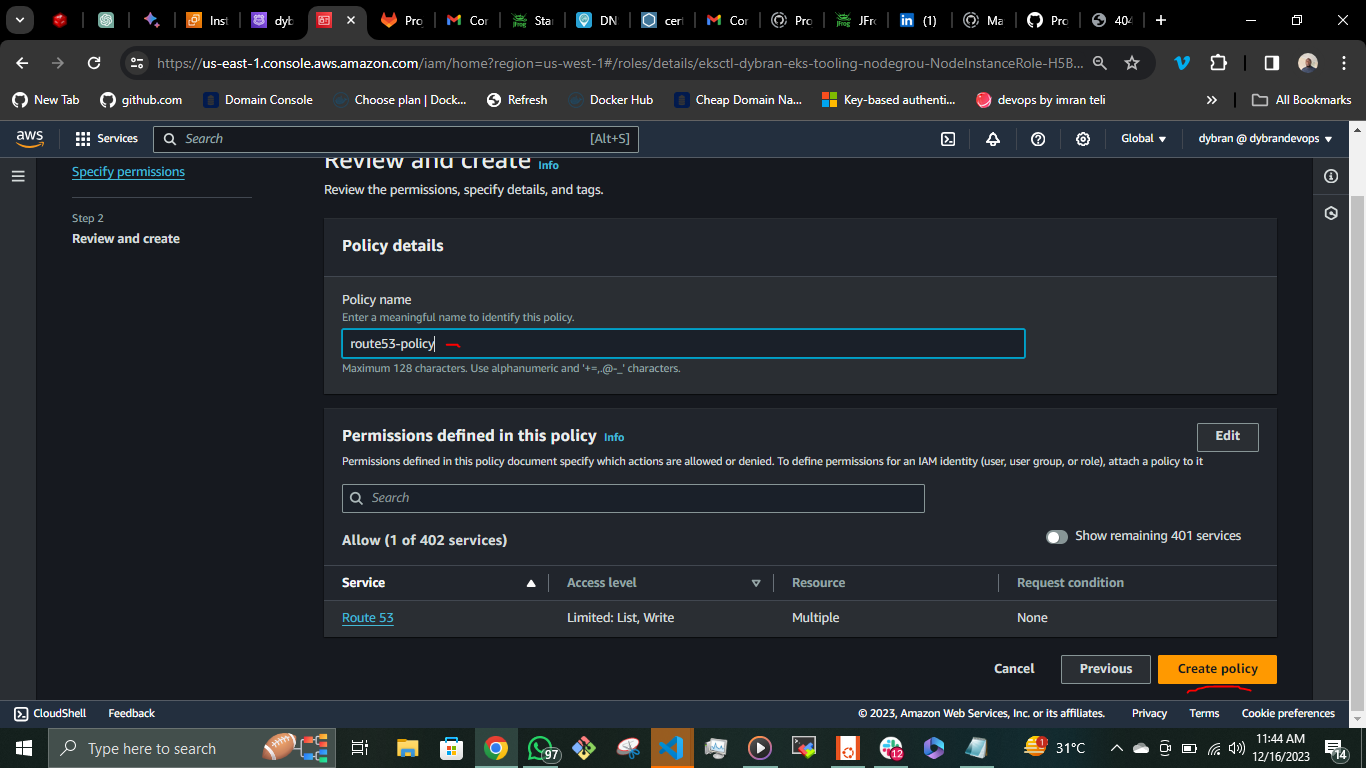 Inst
dyb
Pro
Cor
Star
DN
cert
Cor
Pro
JFro
(1)
Ma
Pro
404
https://us-east-1.console.aws.amazon.com/iam/home?region=us-west-1#/roles/details/eksctl-dybran-eks-tooling-nodegrou-NodeInstanceRole-H5B...
New Tab
github.com
Domain Console
Choose plan | Dock...
Refresh
Docker Hub
Cheap Domain Na...
Key-based authenti...
devops by imran teli
»
All Bookmarks
aws
Services
Search
[Alt+S]
Global
dybran @ dybrandevops
Specify permissions
Step 2
Review and create
Review and create Info
Review the permissions, specify details, and tags.
Policy details
Policy name
Enter a meaningful name to identify this policy.
route53-policy
Maximum 128 characters. Use alphanumeric and '+=,.@-_' characters.
Permissions defined in this policy Info
Edit
Permissions defined in this policy document specify which actions are allowed or denied. To define permissions for an IAM identity (user, user group, or role), attach a policy to it
Search
Allow (1 of 402 services)
Show remaining 401 services
Service
Access level
Resource
Request condition
Route 53
Limited: List, Write
Multiple
None
Cancel
Previous
Create policy
CloudShell
Feedback
© 2023, Amazon Web Services, Inc. or its affiliates.
Privacy
Terms
Cookie preferences
Type here to search
97
12
1
31°C
11:44 AM
12/16/2023
14